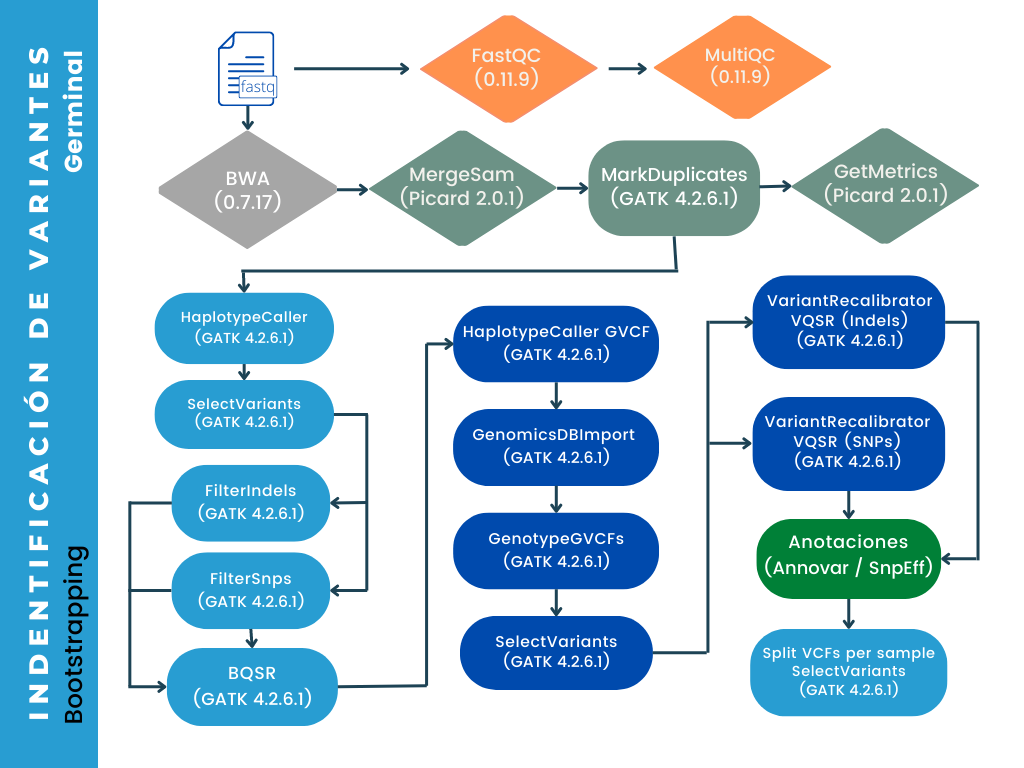 INDENTIFICACIÓN DE VARIANTES
Germinal
Bootstrapping
fastq
FastQC
(0.11.9)
MultiQC
(0.11.9)
BWA
(0.7.17)
MergeSam
(Picard 2.0.1)
MarkDuplicates
(GATK 4.2.6.1)
GetMetrics
(Picard 2.0.1)
HaplotypeCaller
(GATK 4.2.6.1)
SelectVariants
(GATK 4.2.6.1)
FilterIndels
(GATK 4.2.6.1)
FilterSnps
(GATK 4.2.6.1)
BQSR
(GATK 4.2.6.1)
HaplotypeCaller GVCF
(GATK 4.2.6.1)
GenomicsDBImport
(GATK 4.2.6.1)
GenotypeGVCFs
(GATK 4.2.6.1)
SelectVariants
(GATK 4.2.6.1)
VariantRecalibrator
VQSR (Indels)
(GATK 4.2.6.1)
VariantRecalibrator
VQSR (SNPs)
(GATK 4.2.6.1)
Anotaciones
(Annovar / SnpEff)
Split VCFs per sample
SelectVariants
(GATK 4.2.6.1)